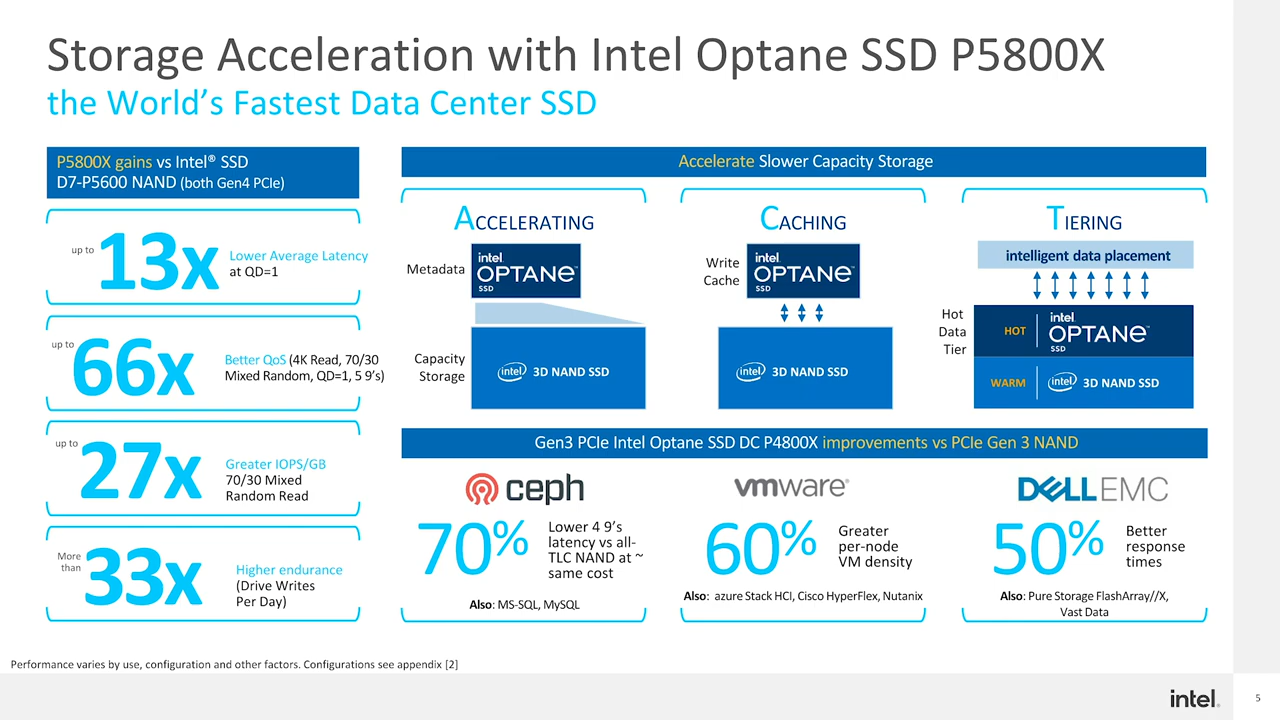 Storage Acceleration with Intel Optane SSD P5800X
the World's Fastest Data Center SSD
P5800X gains vs Intel® SSD
D7-P5600 NAND (both Gen4 PCIe)
up to
13x
Lower Average Latency
at QD=1
up to
66x
Better QoS (4K Read, 70/30
Mixed Random, QD=1, 5 9's)
up to
27x
Greater IOPS/GB
70/30 Mixed
Random Read
More
than
33x
Higher endurance
(Drive Writes
Per Day)
Accelerate Slower Capacity Storage
ACCELERATING
Metadata
intel.
OPTANE™
SSD
Capacity
Storage
intel 3D NAND SSD
CACHING
Write
Cache
intel.
OPTANE™
SSD
intel 3D NAND SSD
TIERING
intelligent data placement
Hot
Data
Tier
HOT
intel.
OPTANE™
SSD
WARM
intel 3D NAND SSD
Gen3 PCIe Intel Optane SSD DC P4800X improvements vs PCIe Gen 3 NAND
ceph
70%
Lower 4 9's
latency vs all-
TLC NAND at ~
same cost
Also: MS-SQL, MySQL
vmware®
60%
Greater
per-node
VM density
Also: azure Stack HCI, Cisco HyperFlex, Nutanix
DELL EMC
50%
Better
response
times
Also: Pure Storage FlashArray//X,
Vast Data
Performance varies by use, configuration and other factors. Configurations see appendix [2]
intel.
5